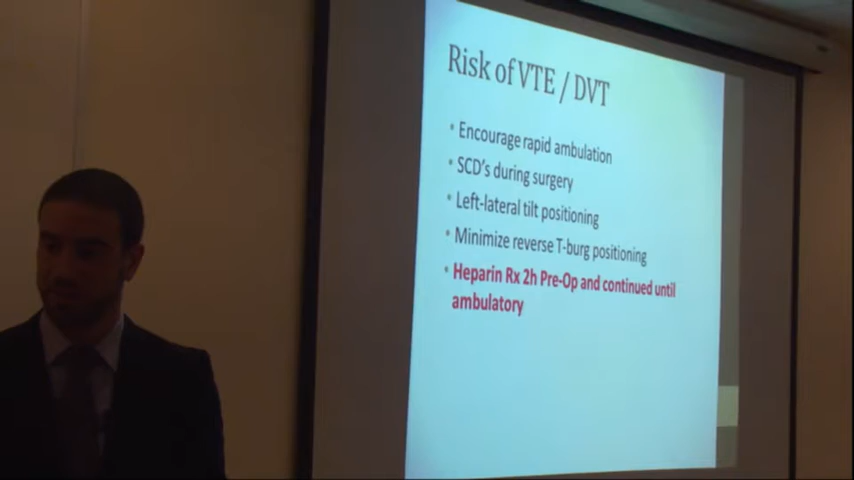 Risk of VTE / DVT
• Encourage rapid ambulation
• SCD's during surgery
• Left-lateral tilt positioning
• Minimize reverse T-burg positioning
• Heparin Rx 2h Pre-Op and continued until
ambulatory